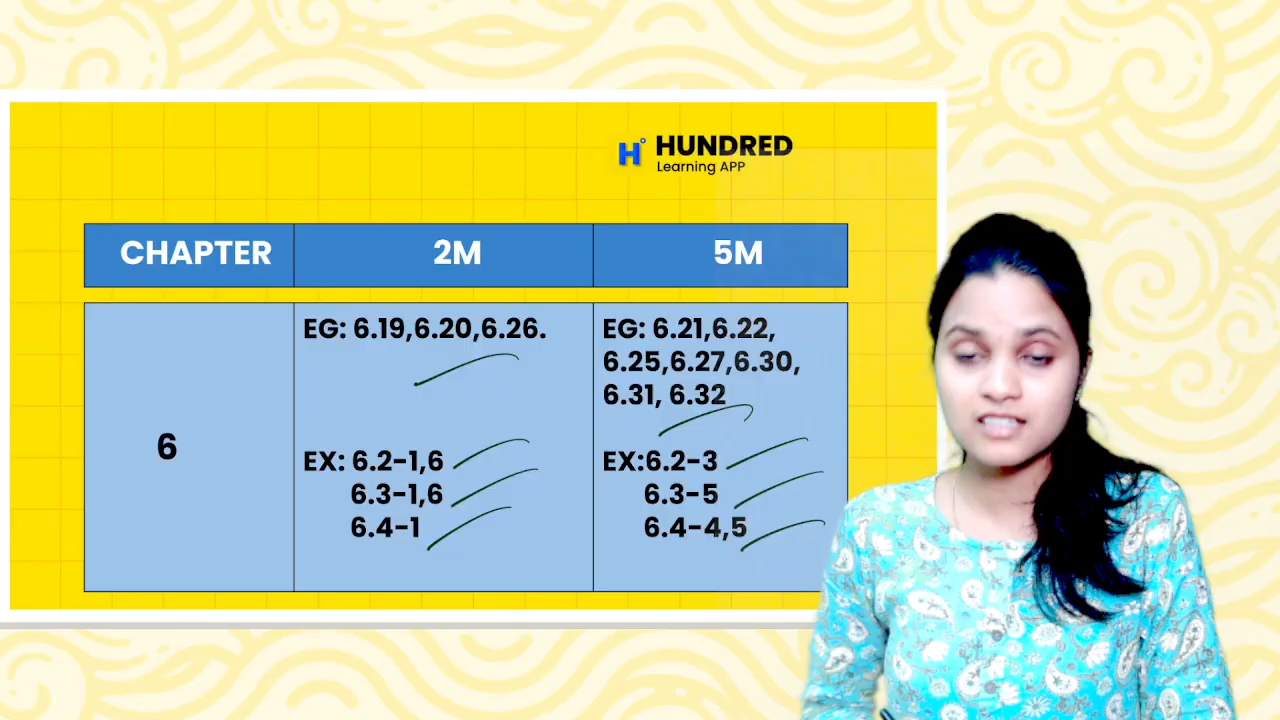 H° HUNDRED
Learning APP
CHAPTER 2M 5M
6
EG: 6.19,6.20,6.26.
EX: 6.2-1,6
6.3-1,6
6.4-1
EG: 6.21,6.22,
6.25,6.27,6.30,
6.31, 6.32
EX:6.2-3
6.3-5
6.4-4,5